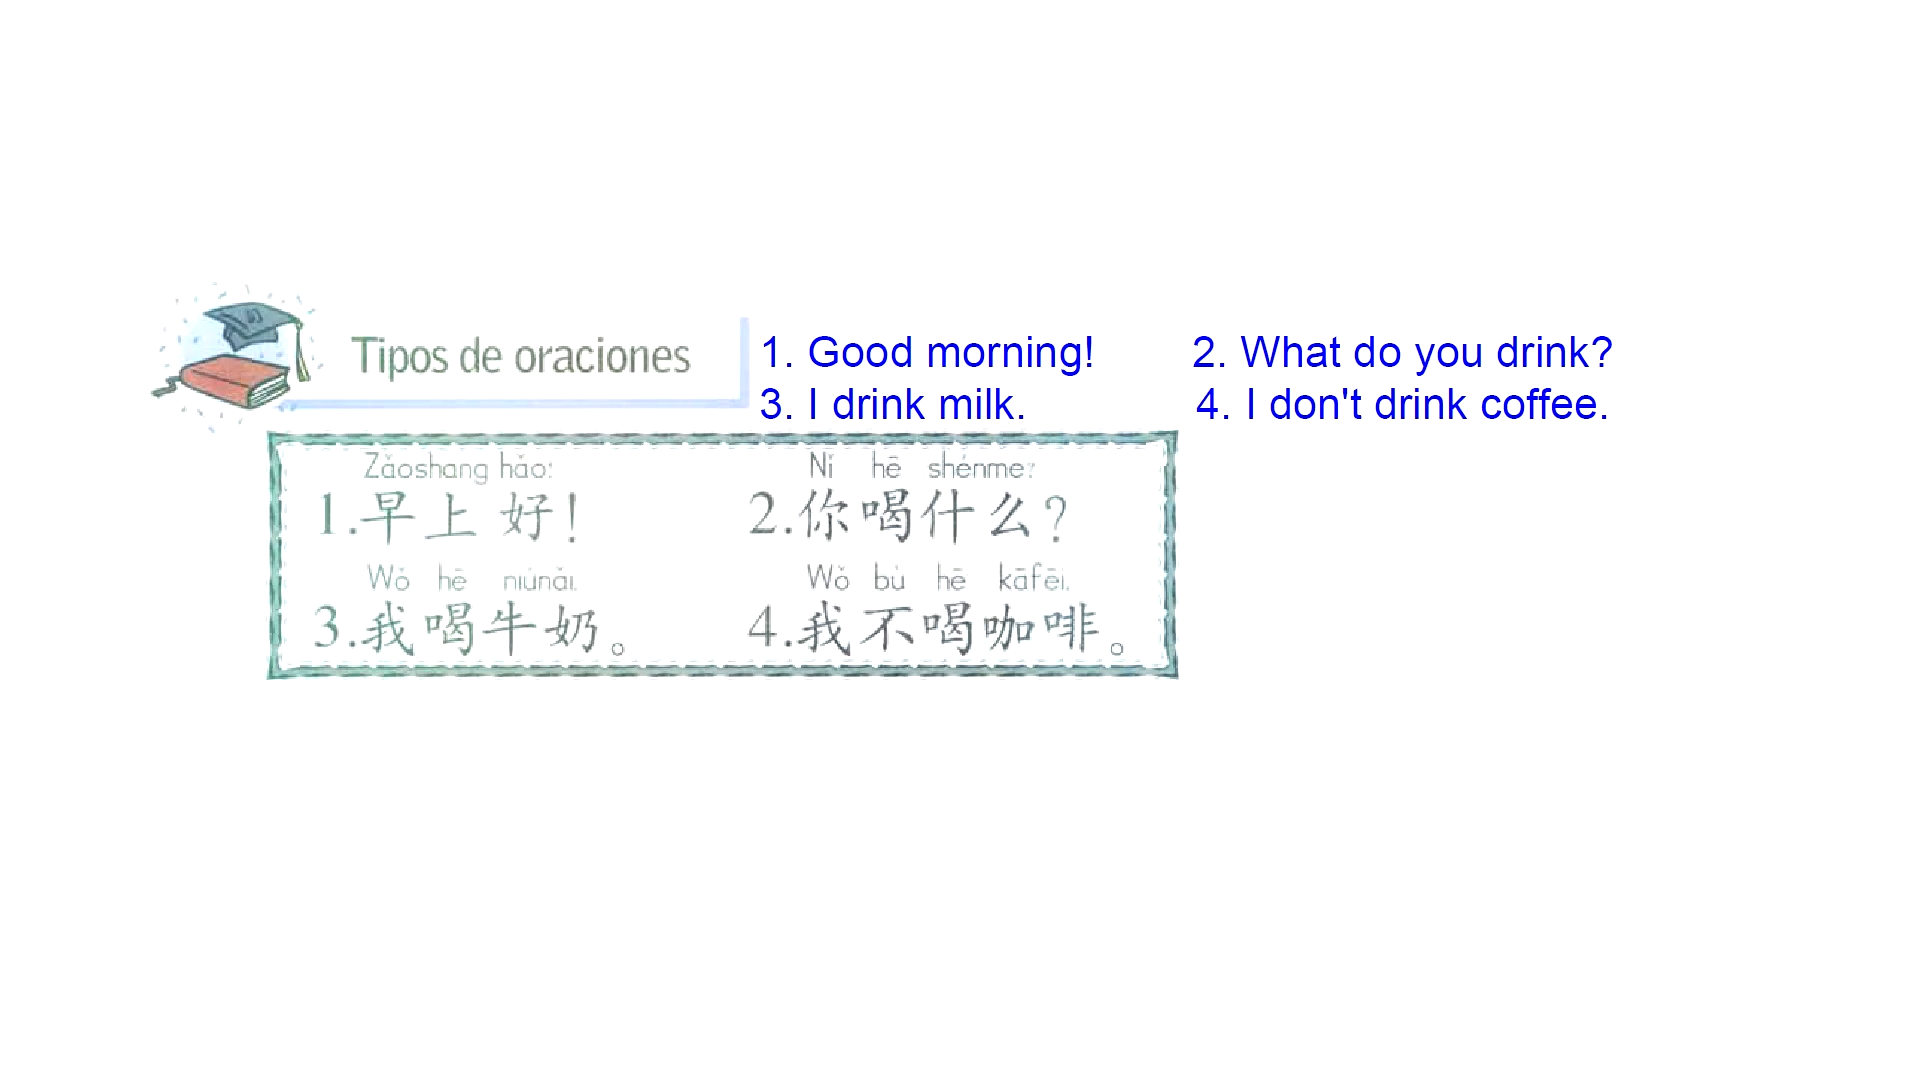 Tipos de oraciones
1. Good morning! 2. What do you drink?
3. I drink milk. 4. I don't drink coffee.
Zǎoshang hǎo! Nǐ hē shénme?
1.早上好! 2.你喝什么?
Wǒ hē niúnǎi. Wǒ bù hē kāfēi.
3.我喝牛奶。 4.我不喝咖啡。